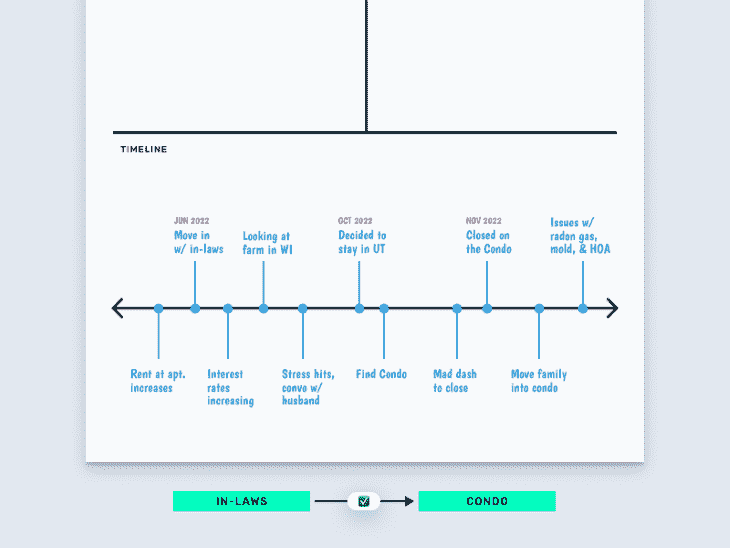 TIMELINE
JUN 2022
Move in
w/ in-laws
Looking at
farm in WI
OCT 2022
Decided to
stay in UT
NOV 2022
Closed on
the Condo
Issues w/
radon gas,
mold, & HOA
Rent at apt.
increases
Interest
rates
increasing
Stress hits,
convo w/
husband
Find Condo
Mad dash
to close
Move family
into condo
IN-LAWS
CONDO